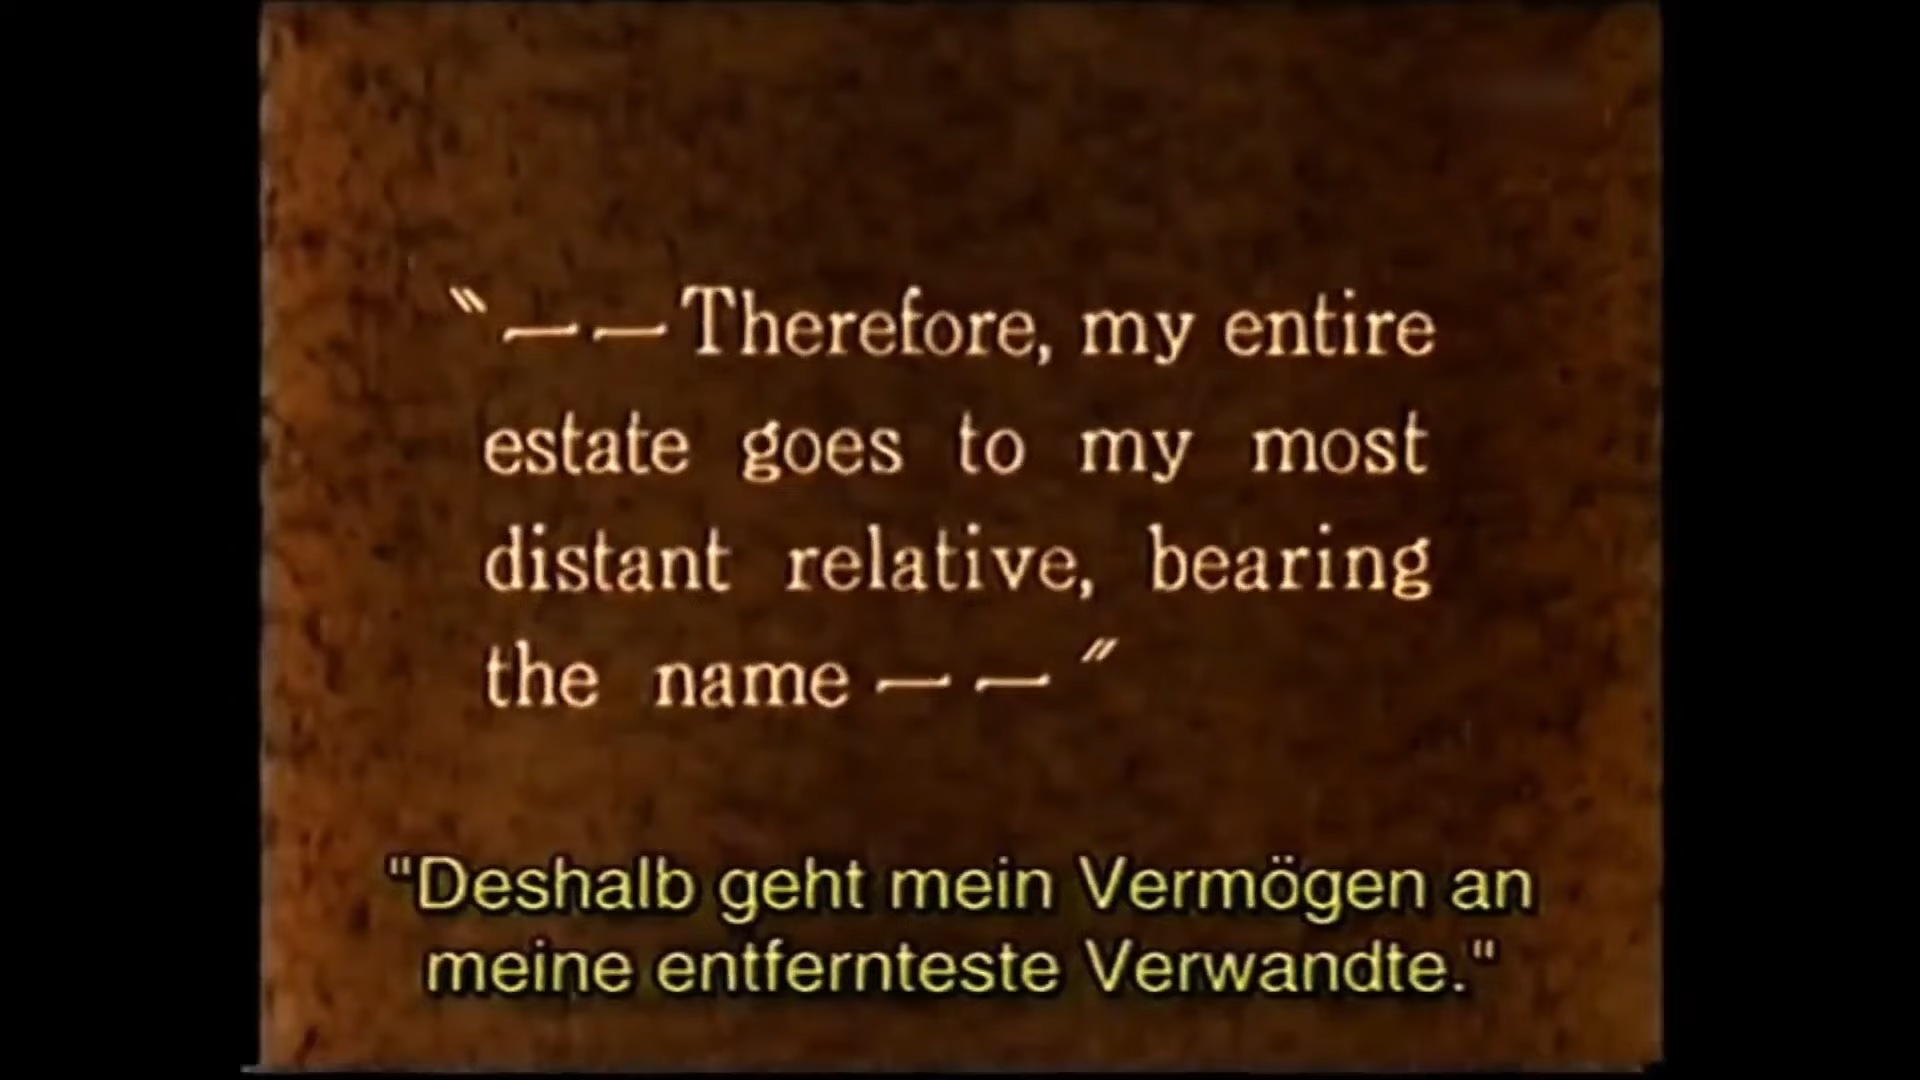 "——Therefore, my entire
estate goes to my most
distant relative, bearing
the name——"
"Deshalb geht mein Vermögen an
meine entfernteste Verwandte."